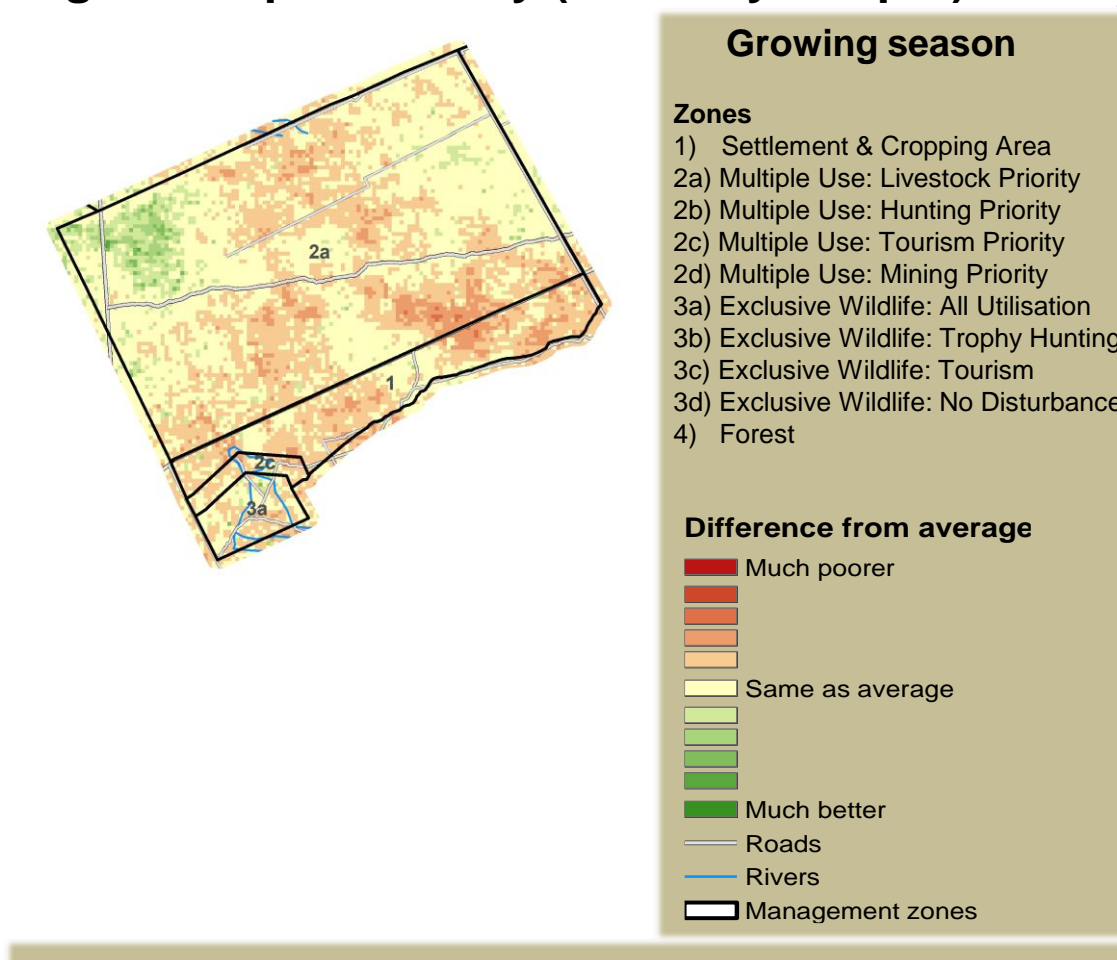 Growing season
Zones
1) Settlement & Cropping Area
2a) Multiple Use: Livestock Priority
2b) Multiple Use: Hunting Priority
2c) Multiple Use: Tourism Priority
2d) Multiple Use: Mining Priority
3a) Exclusive Wildlife: All Utilisation
3b) Exclusive Wildlife: Trophy Hunting
3c) Exclusive Wildlife: Tourism
3d) Exclusive Wildlife: No Disturbance
4) Forest
Difference from average
Much poorer
Same as average
Much better
Roads
Rivers
Management zones
2a
1
2c
3a